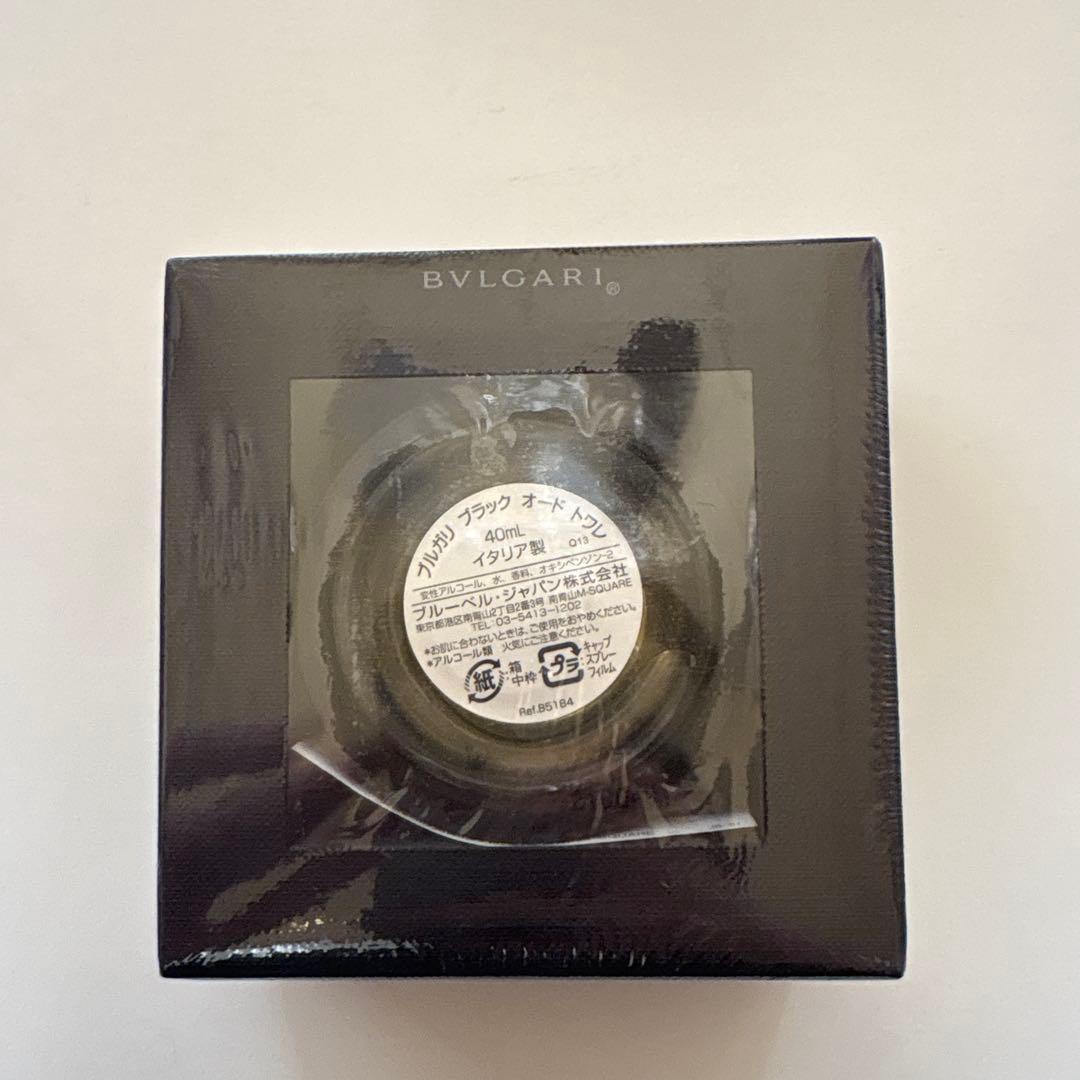 BVLGARI®
ブルガリ ブラック オード トワレ
40mL
イタリア製 Q13
変性アルコール、水、香料、オキシベンゾン-2
ブルーベル・ジャパン株式会社
東京都港区南青山2丁目2番3号 南青山M-SQUARE
TEL:03-5413-1202
*お肌に合わないときは、ご使用をおやめください。
*アルコール類 火気にご注意ください。
紙 :箱 中枠 プラ :キャップ スプレー フィルム
Ref.B5184